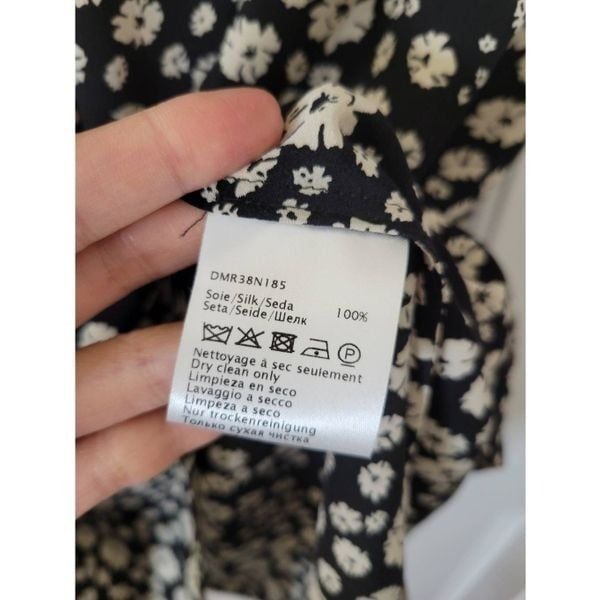 DMR38N185
Soie/Silk/Seda 100%
Seta/Seide/Шелк
P
Nettoyage à sec seulement
Dry clean only
Limpieza en seco
Lavaggio a secco
Limpeza a seco
Nur trockenreinigung
Только сухая чистка